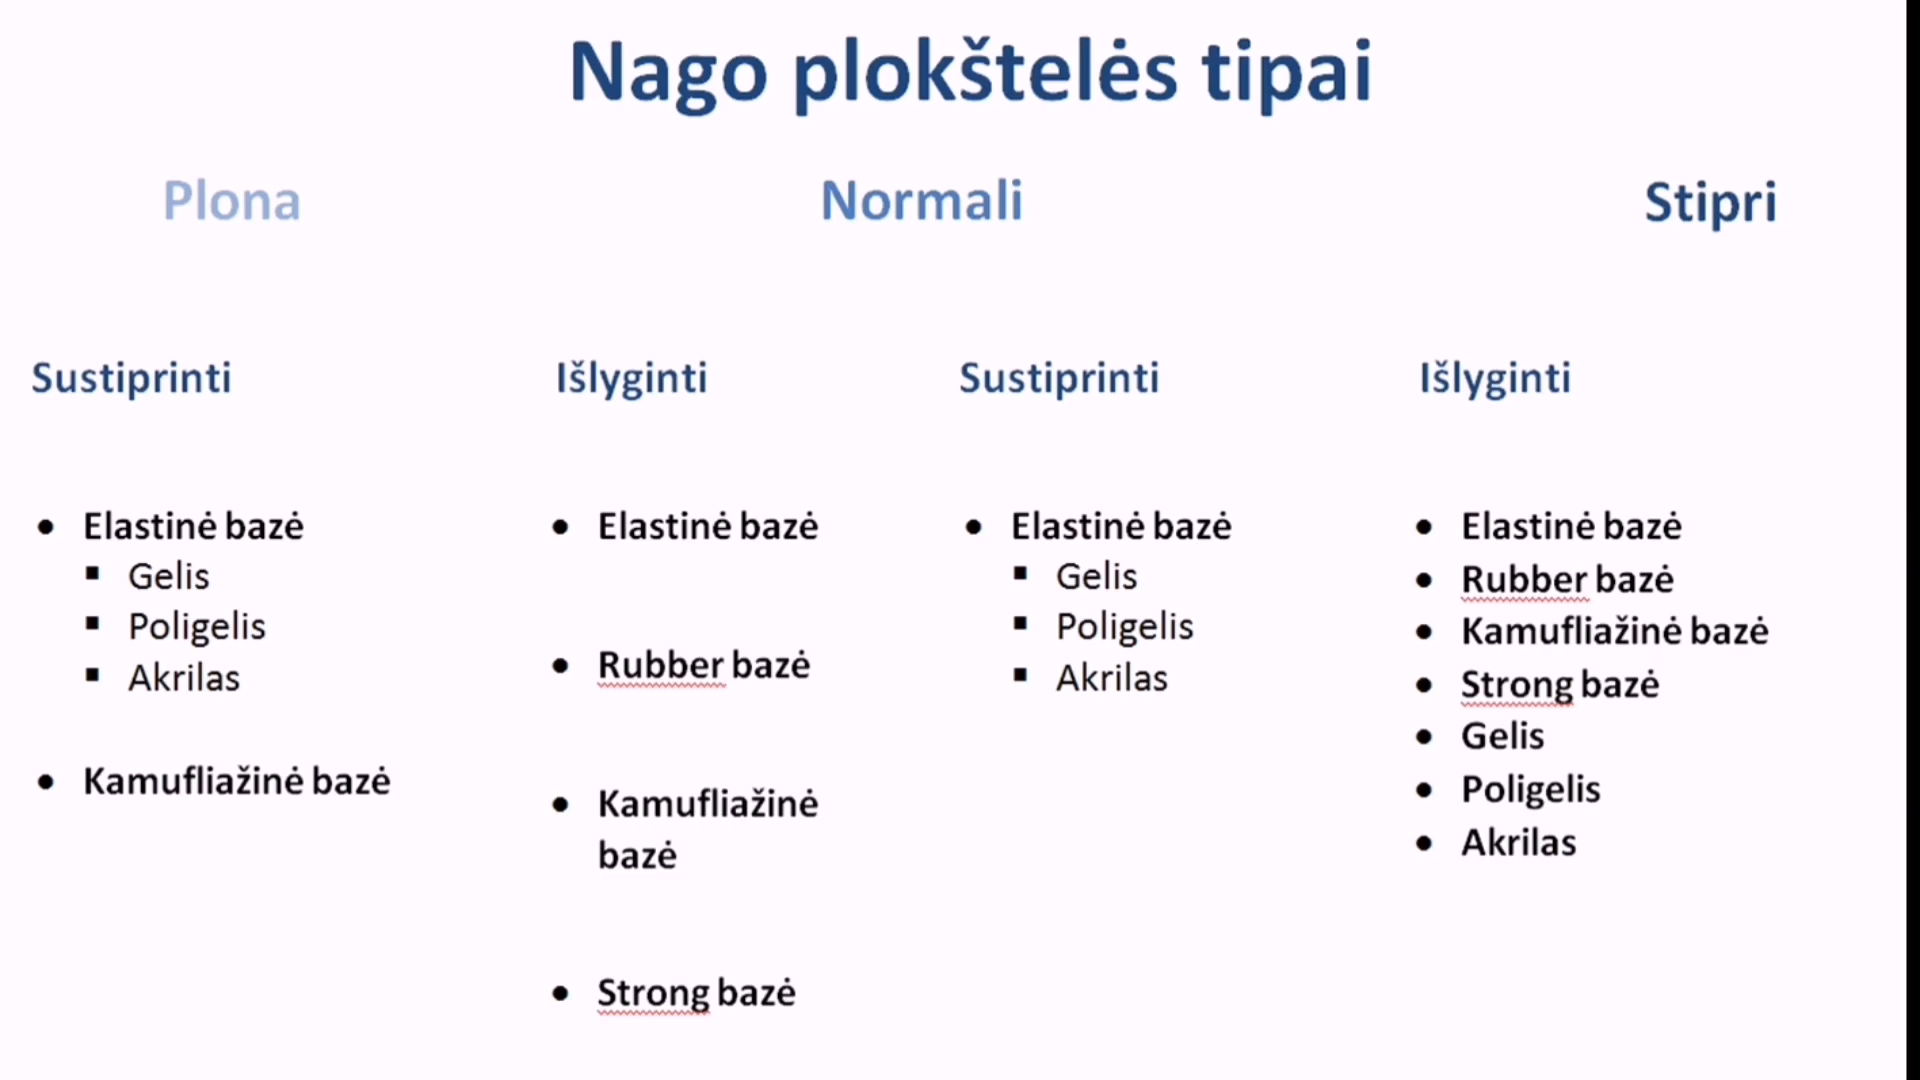 Nago plokštelės tipai
Plona
Normali
Stipri
Sustiprinti
Išlyginti
Sustiprinti
Išlyginti
• Elastinė bazė
▪ Gelis
▪ Poligelis
▪ Akrilas
• Kamufliažinė bazė
• Elastinė bazė
• Rubber bazė
• Kamufliažinė
bazė
• Strong bazė
• Elastinė bazė
▪ Gelis
▪ Poligelis
▪ Akrilas
• Elastinė bazė
• Rubber bazė
• Kamufliažinė bazė
• Strong bazė
• Gelis
• Poligelis
• Akrilas